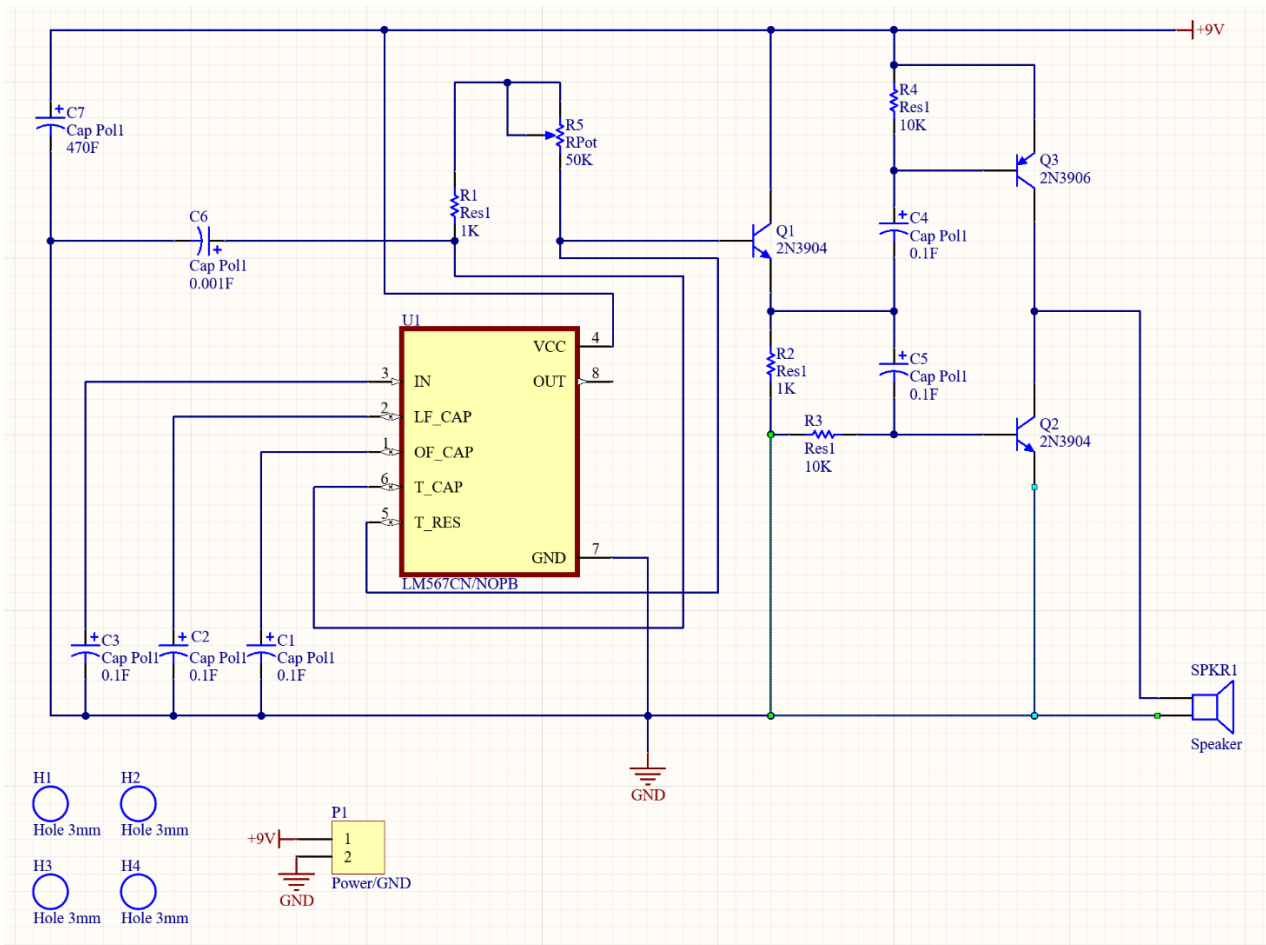 +9V
C7
Cap Pol1
470F
R4
Res1
10K
R5
RPot
50K
Q3
2N3906
R1
Res1
1K
C6
Cap Pol1
0.001F
C4
Cap Pol1
0.1F
Q1
2N3904
U1
VCC 4
3 IN
OUT 8
2 LF_CAP
1 OF_CAP
6 T_CAP
5 T_RES
GND 7
LM567CN/NOPB
R2
Res1
1K
C5
Cap Pol1
0.1F
R3
Res1
10K
Q2
2N3904
C3
Cap Pol1
0.1F
C2
Cap Pol1
0.1F
C1
Cap Pol1
0.1F
SPKR1
Speaker
GND
H1
Hole 3mm
H2
Hole 3mm
H3
Hole 3mm
H4
Hole 3mm
P1
+9V
1
2
GND
Power/GND